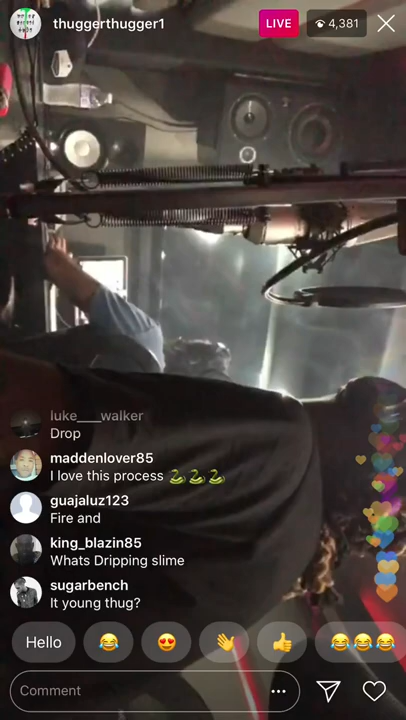 thuggerthugger1
LIVE
4,381
luke___walker
Drop
maddenlover85
I love this process 🐍🐍🐍
guajaluz123
Fire and
king_blazin85
Whats Dripping slime
sugarbench
It young thug?
Hello 😂 😍 👋 👍 😂😂😂
Comment